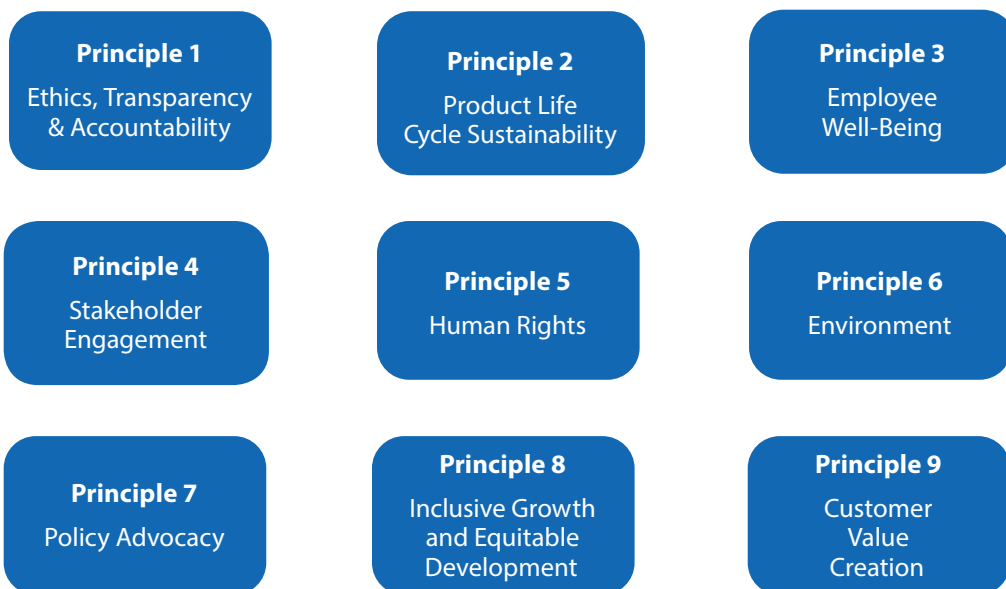 Principle 1
Ethics, Transparency
& Accountability
Principle 2
Product Life
Cycle Sustainability
Principle 3
Employee
Well-Being
Principle 4
Stakeholder
Engagement
Principle 5
Human Rights
Principle 6
Environment
Principle 7
Policy Advocacy
Principle 8
Inclusive Growth
and Equitable
Development
Principle 9
Customer
Value
Creation